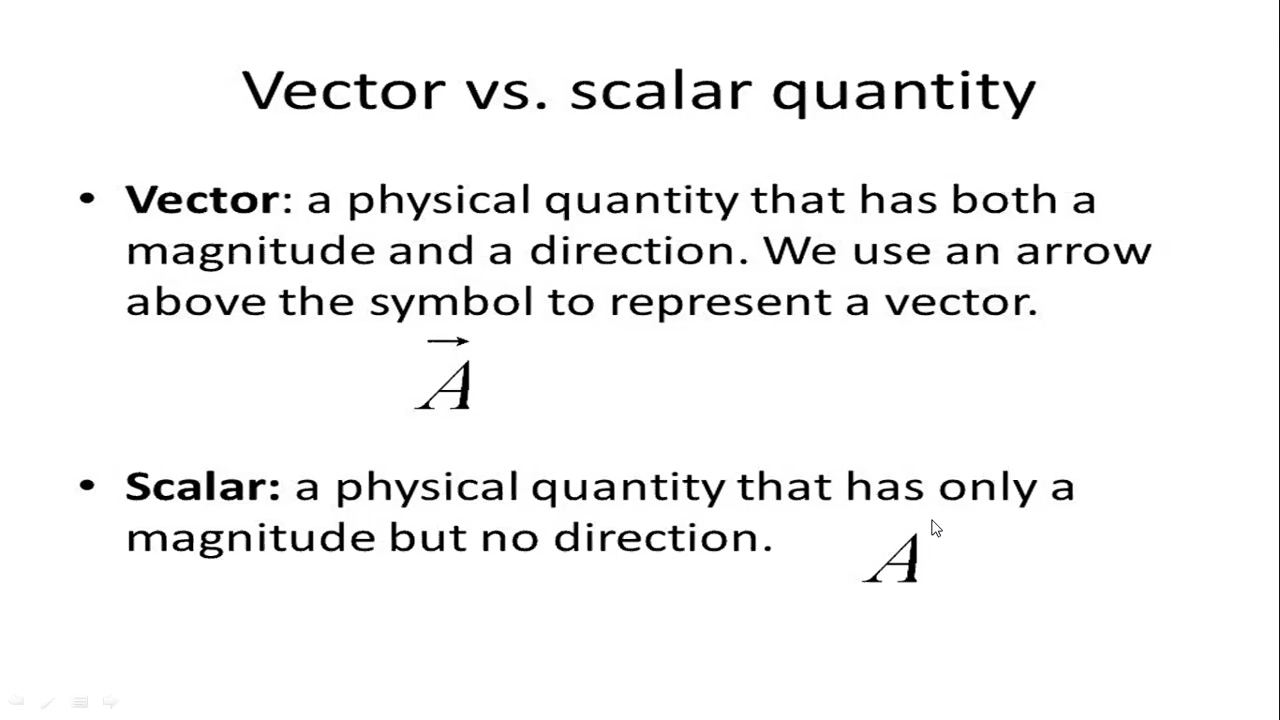 Vector vs. scalar quantity
• Vector: a physical quantity that has both a
magnitude and a direction. We use an arrow
above the symbol to represent a vector.
A⃗
• Scalar: a physical quantity that has only a
magnitude but no direction.
A